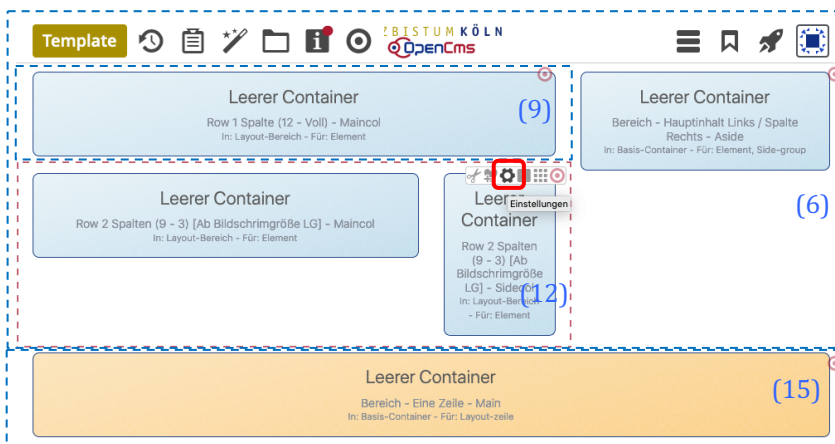 Template
ZBISTUM KÖLN
OpenCms
Leerer Container
Row 1 Spalte (12 - Voll) - Maincol
In: Layout-Bereich - Für: Element
(9)
Leerer Container
Bereich - Hauptinhalt Links / Spalte
Rechts - Aside
In: Basis-Container - Für: Element, Side-group
(6)
Leerer Container
Row 2 Spalten (9 - 3) [Ab Bildschrimgröße LG] - Maincol
In: Layout-Bereich - Für: Element
Einstellungen
Leerer
Container
Row 2 Spalten
(9 - 3) [Ab
Bildschrimgröße
LG] - Sidecol
In: Layout-Bereich
- Für: Element
(12)
Leerer Container
Bereich - Eine Zeile - Main
In: Basis-Container - Für: Layout-zeile
(15)